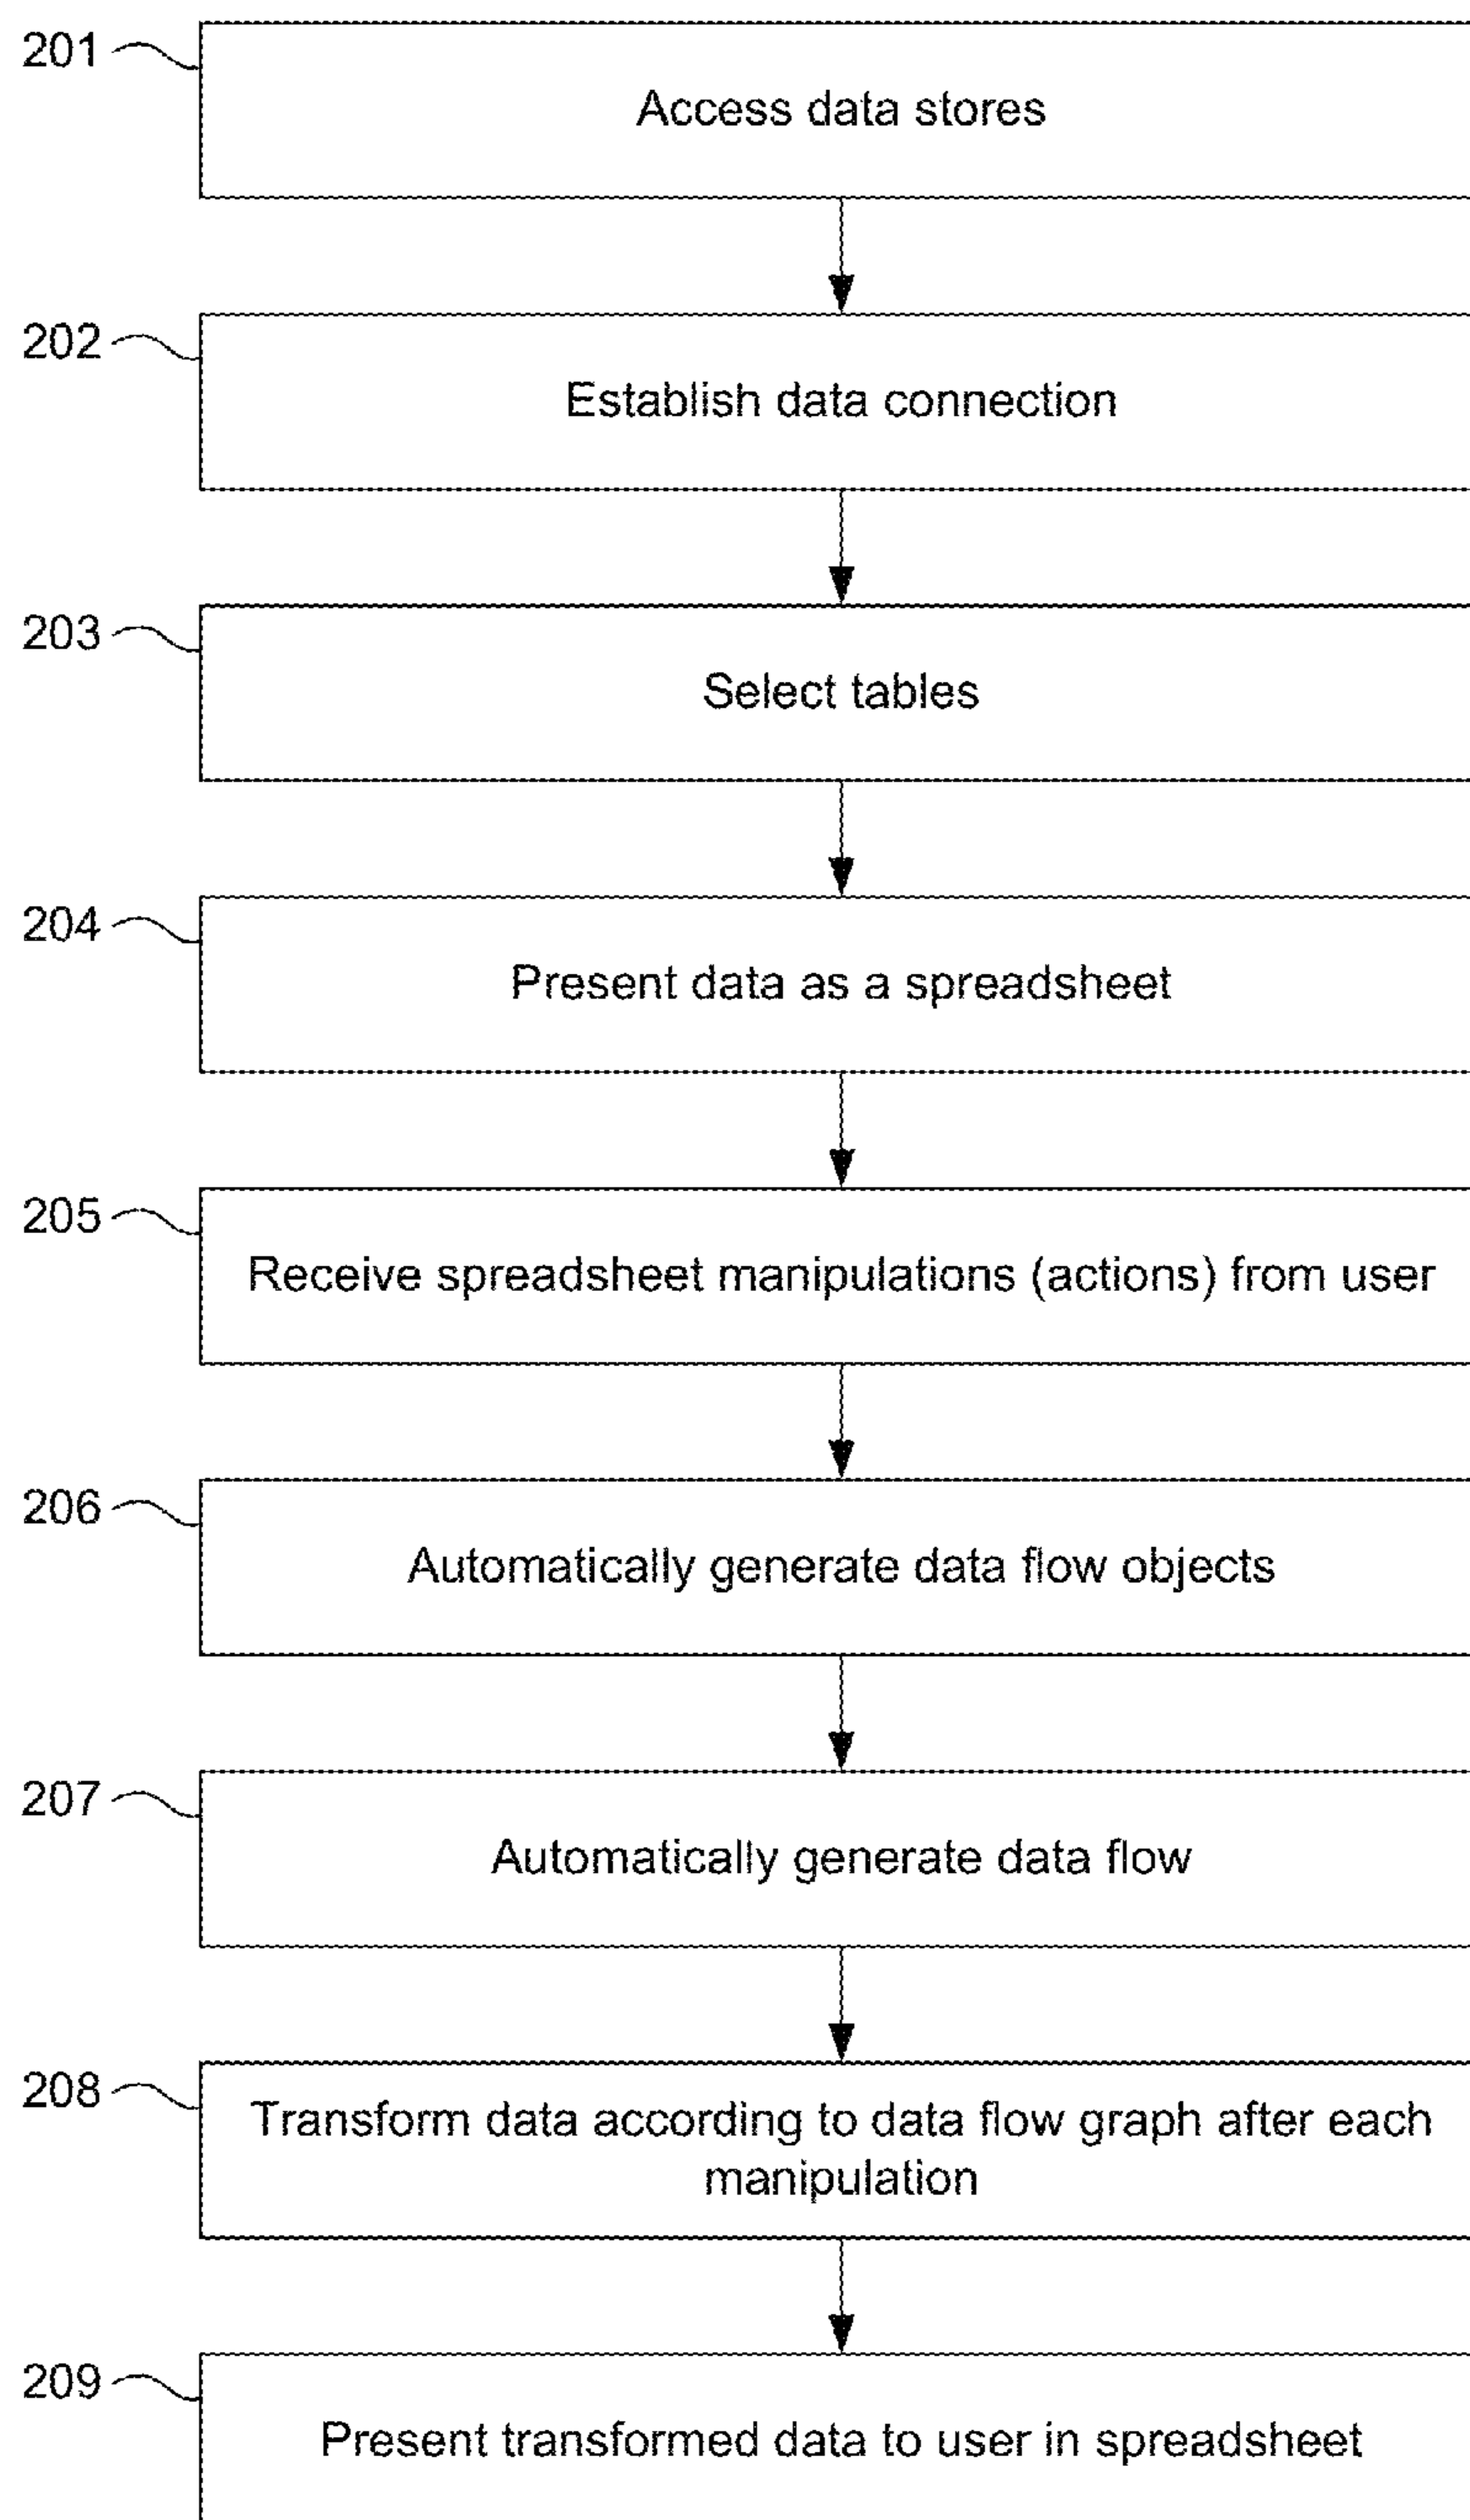 201
Access data stores
202
Establish data connection
203
Select tables
204
Present data as a spreadsheet
205
Receive spreadsheet manipulations (actions) from user
206
Automatically generate data flow objects
207
Automatically generate data flow
208
Transform data according to data flow graph after each
manipulation
209
Present transformed data to user in spreadsheet